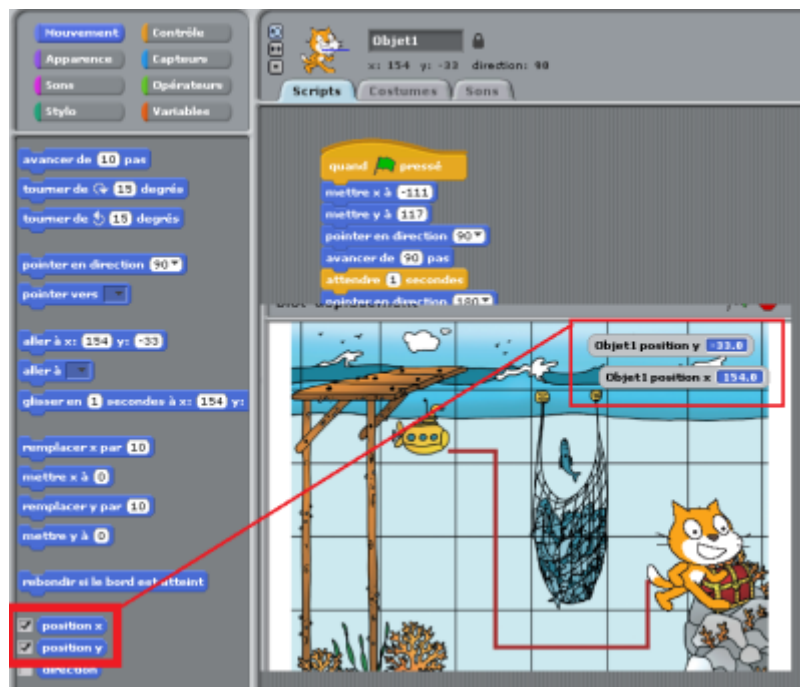 Mouvement Contrôle
Apparence Capteurs
Sons Opérateurs
Stylo Variables
Objet1
x: 154 y: -33 direction: 90
Scripts Costumes Sons
avancer de 10 pas
tourner de 15 degrés
tourner de 15 degrés
pointer en direction 90
pointer vers
aller à x: 154 y: -33
aller à
glisser en 1 secondes à x: 154 y:
remplacer x par 10
mettre x à 0
remplacer y par 10
mettre y à 0
rebondir si le bord est atteint
position x
position y
direction
quand pressé
mettre x à -111
mettre y à 117
pointer en direction 90
avancer de 90 pas
attendre 1 secondes
pointer en direction 180
Objet1 position y -33.0
Objet1 position x 154.0